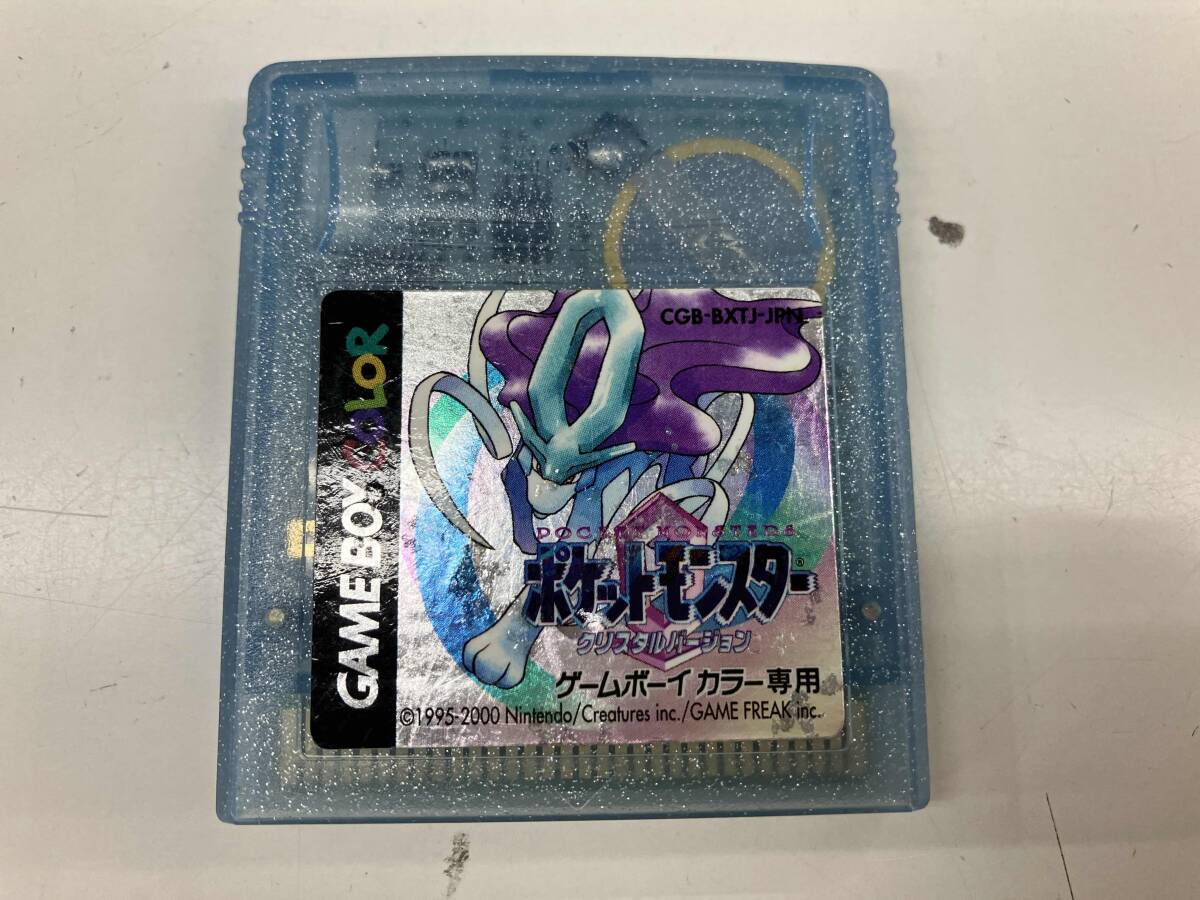 GAME BOY COLOR
CGB-BXTJ-JPN
POCKET MONSTERS
ポケットモンスター®
クリスタルバージョン
ゲームボーイ カラー専用
©1995-2000 Nintendo/Creatures inc./GAME FREAK inc.